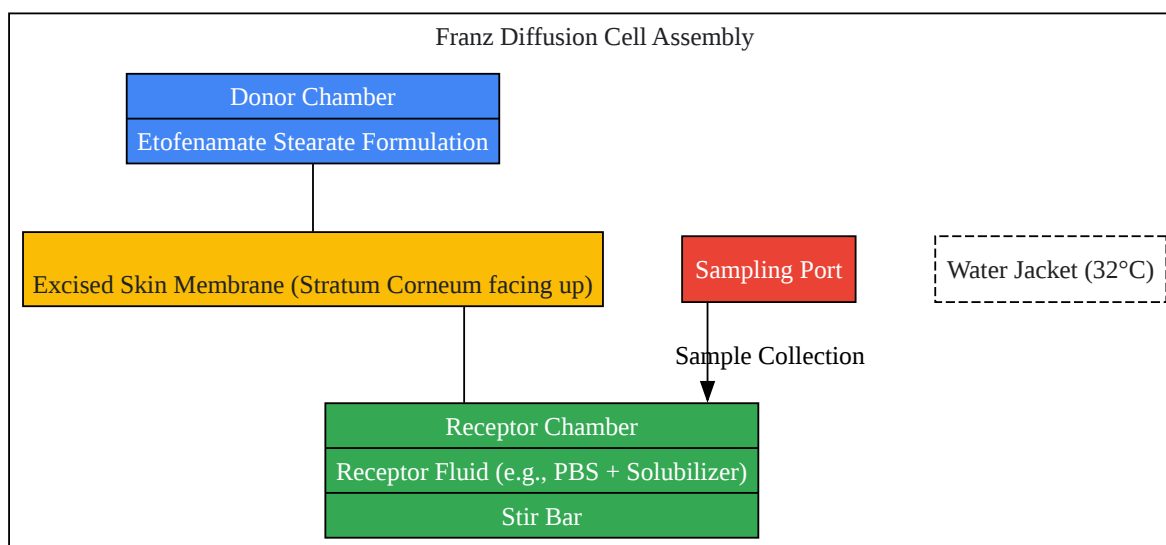 Franz Diffusion Cell Assembly
Donor Chamber
Etofenamate Stearate Formulation
Excised Skin Membrane (Stratum Corneum facing up)
Sampling Port
Water Jacket (32°C)
Sample Collection
Receptor Chamber
Receptor Fluid (e.g., PBS + Solubilizer)
Stir Bar